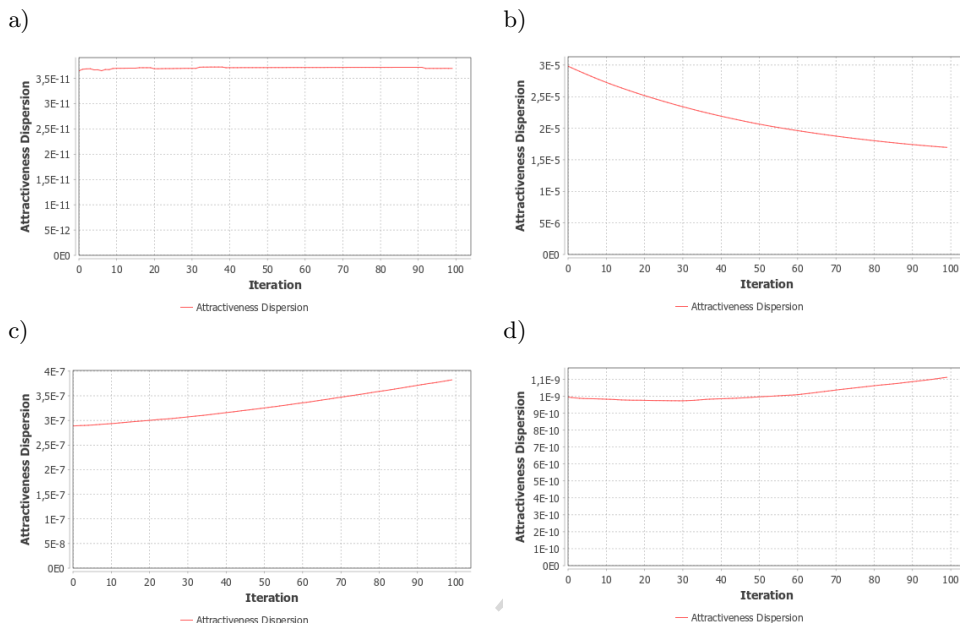 a)
Attractiveness Dispersion
3,5E-11
3E-11
2,5E-11
2E-11
1,5E-11
1E-11
5E-12
0E0
0 10 20 30 40 50 60 70 80 90 100
Iteration
Attractiveness Dispersion
b)
Attractiveness Dispersion
3E-5
2,5E-5
2E-5
1,5E-5
1E-5
5E-6
0E0
0 10 20 30 40 50 60 70 80 90 100
Iteration
Attractiveness Dispersion
c)
Attractiveness Dispersion
4E-7
3,5E-7
3E-7
2,5E-7
2E-7
1,5E-7
1E-7
5E-8
0E0
0 10 20 30 40 50 60 70 80 90 100
Iteration
Attractiveness Dispersion
d)
Attractiveness Dispersion
1,1E-9
1E-9
9E-10
8E-10
7E-10
6E-10
5E-10
4E-10
3E-10
2E-10
1E-10
0E0
0 10 20 30 40 50 60 70 80 90 100
Iteration
Attractiveness Dispersion